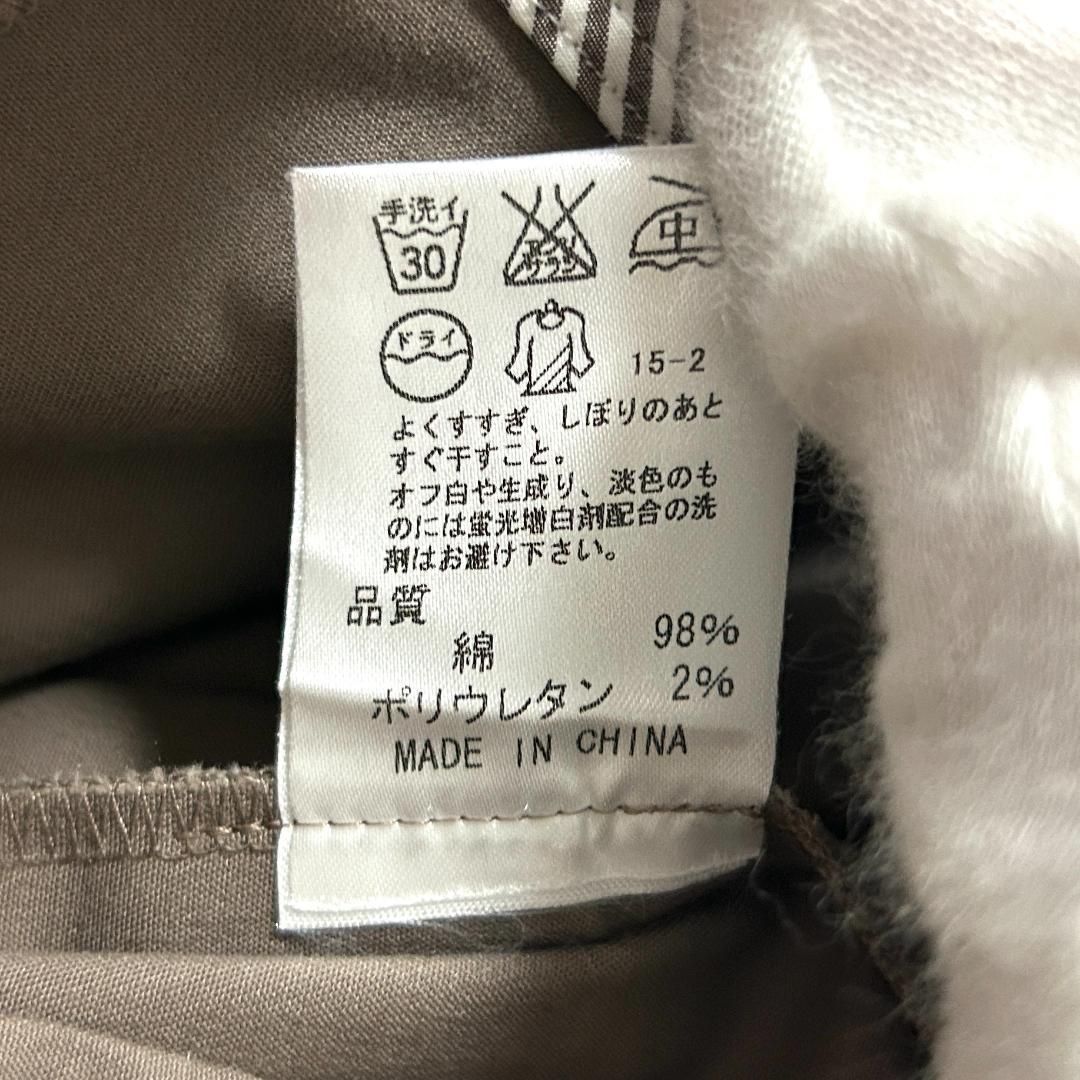 手洗イ
30
中
ドライ
15-2
よくすすぎ、しぼりのあと
すぐ干すこと。
オフ白や生成り、淡色のも
のには蛍光増白剤配合の洗
剤はお避け下さい。
品質
綿 98%
ポリウレタン 2%
MADE IN CHINA